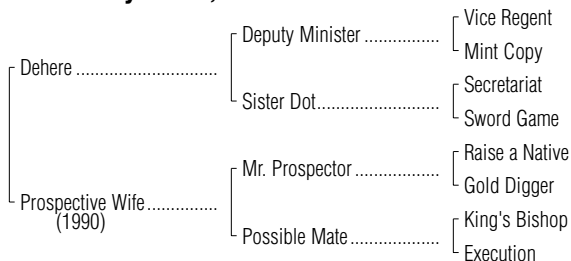 Vice Regent
Deputy Minister ................
Mint Copy
Dehere .............................
Secretariat
Sister Dot.........................
Sword Game
Raise a Native
Mr. Prospector .................
Gold Digger
Prospective Wife..............
(1990)
King's Bishop
Possible Mate...................
Execution